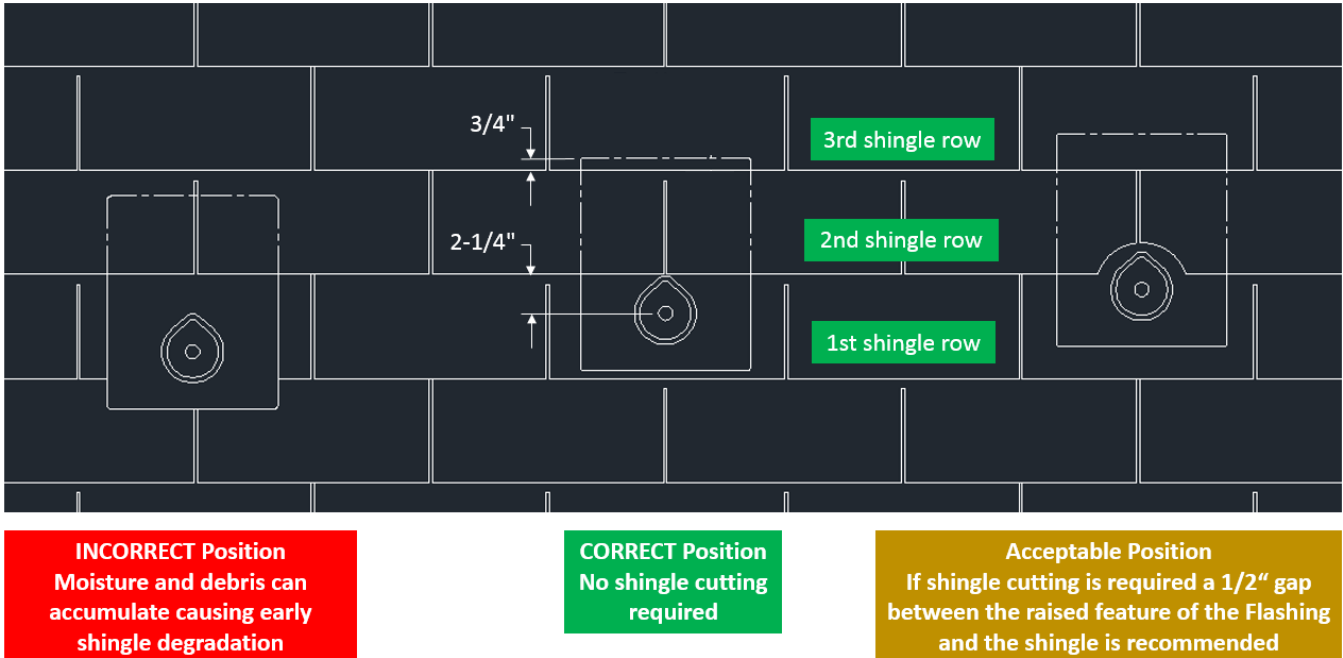 3/4"
3rd shingle row
2-1/4"
2nd shingle row
1st shingle row
INCORRECT Position
Moisture and debris can
accumulate causing early
shingle degradation
CORRECT Position
No shingle cutting
required
Acceptable Position
If shingle cutting is required a 1/2“ gap
between the raised feature of the Flashing
and the shingle is recommended